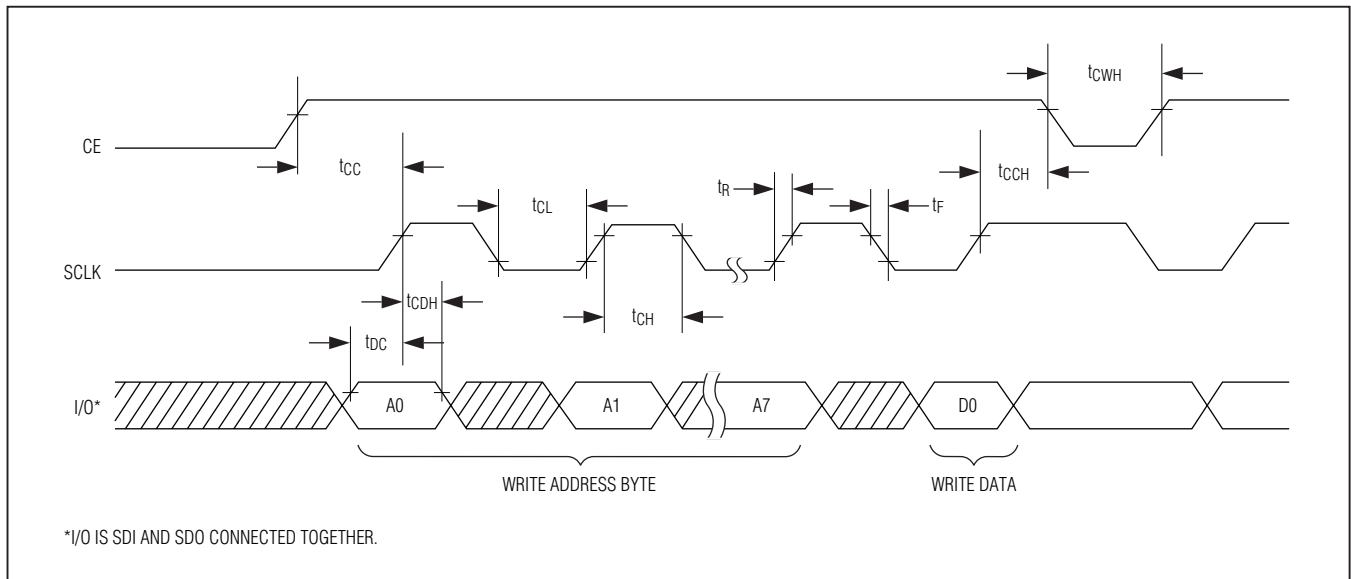 tCWH
CE
tCC
tCCH
tR
tCL
tF
SCLK
tCDH
tCH
tDC
I/O*
A0
A1
A7
D0
WRITE ADDRESS BYTE
WRITE DATA
*I/O IS SDI AND SDO CONNECTED TOGETHER.